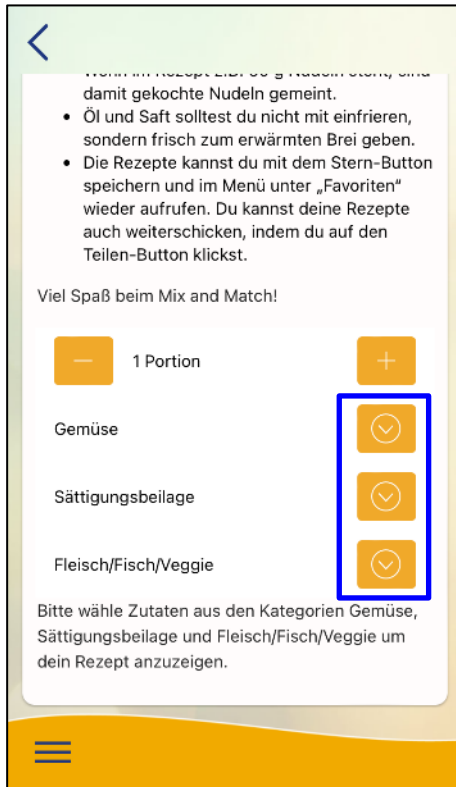 damit gekochte Nudeln gemeint.
• Öl und Saft solltest du nicht mit einfrieren,
sondern frisch zum erwärmten Brei geben.
• Die Rezepte kannst du mit dem Stern-Button
speichern und im Menü unter „Favoriten"
wieder aufrufen. Du kannst deine Rezepte
auch weiterschicken, indem du auf den
Teilen-Button klickst.
Viel Spaß beim Mix and Match!
1 Portion
Gemüse
Sättigungsbeilage
Fleisch/Fisch/Veggie
Bitte wähle Zutaten aus den Kategorien Gemüse,
Sättigungsbeilage und Fleisch/Fisch/Veggie um
dein Rezept anzuzeigen.